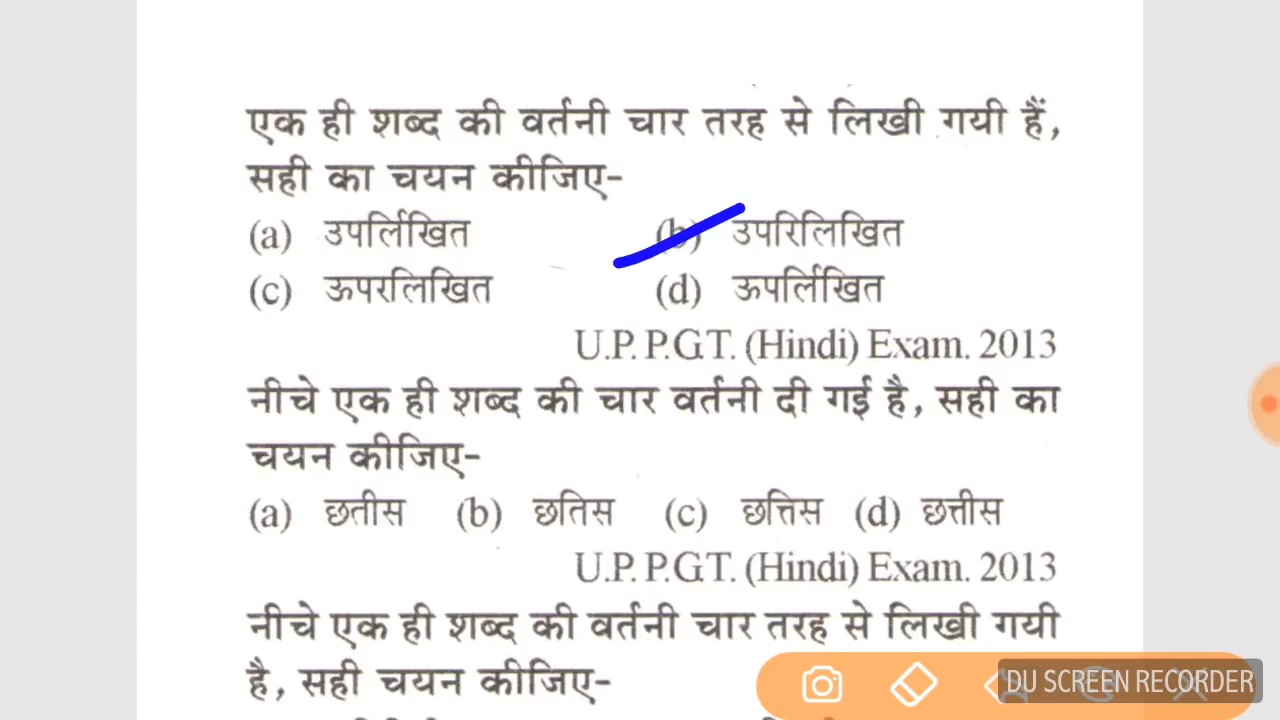 एक ही शब्द की वर्तनी चार तरह से लिखी गयी हैं,
सही का चयन कीजिए-
(a) उपर्लिखित (b) उपरिलिखित
(c) ऊपरलिखित (d) ऊपर्लिखित
U.P. P.G.T. (Hindi) Exam. 2013
नीचे एक ही शब्द की चार वर्तनी दी गई है, सही का
चयन कीजिए-
(a) छतीस (b) छतिस (c) छत्तिस (d) छत्तीस
U.P. P.G.T. (Hindi) Exam. 2013
नीचे एक ही शब्द की वर्तनी चार तरह से लिखी गयी
है, सही चयन कीजिए-
DU SCREEN RECORDER